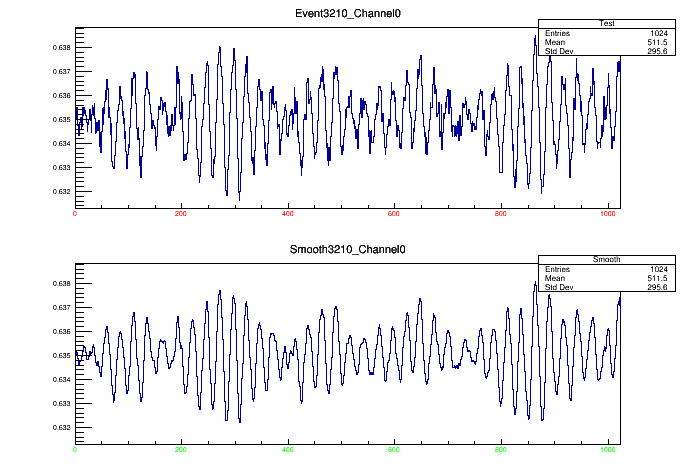 Event3210_Channel0
Test
Entries 1024
Mean 511.5
Std Dev 295.6
0.638
0.637
0.636
0.635
0.634
0.633
0.632
0 200 400 600 800 1000
Smooth3210_Channel0
Smooth
Entries 1024
Mean 511.5
Std Dev 295.6
0.638
0.637
0.636
0.635
0.634
0.633
0.632
0 200 400 600 800 1000